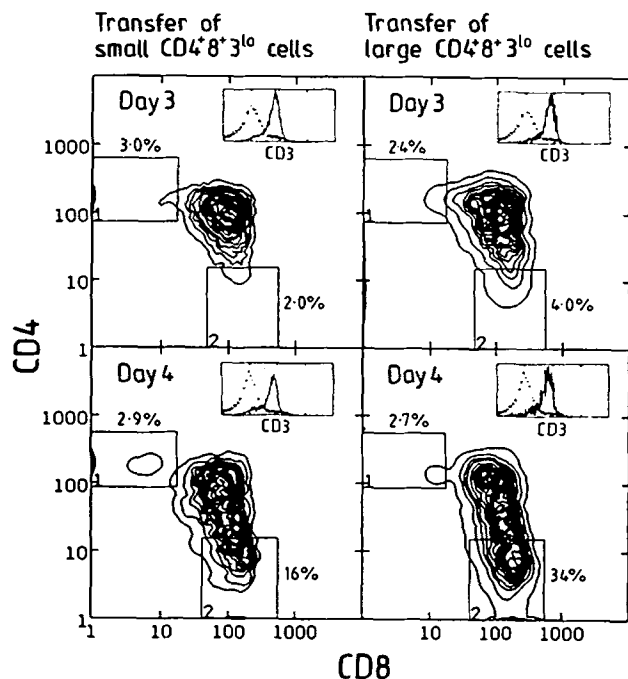 Transfer of
small CD4⁺8⁺3ˡᵒ cells
Transfer of
large CD4⁺8⁺3ˡᵒ cells
Day 3
CD3
3·0%
1
2·0%
2
Day 3
CD3
2·4%
1
4·0%
2
Day 4
CD3
2·9%
1
16%
2
Day 4
CD3
2·7%
1
34%
2
1000
100
10
1
1000
100
10
1
CD4
1 10 100 1000
10 100 1000
CD8